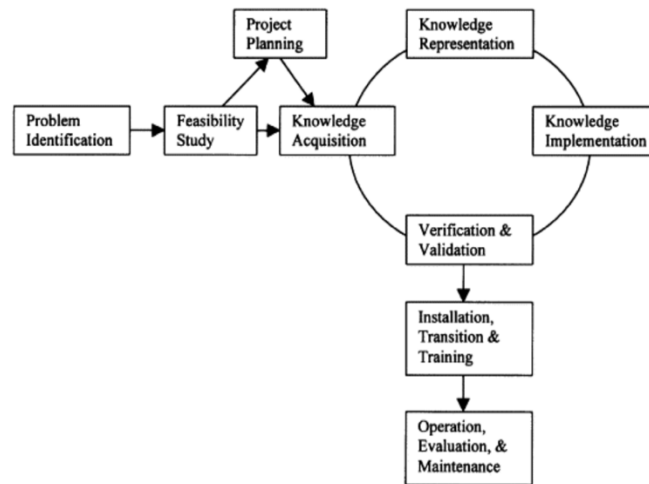 Project
Planning
Knowledge
Representation
Problem
Identification
Feasibility
Study
Knowledge
Acquisition
Knowledge
Implementation
Verification &
Validation
Installation,
Transition &
Training
Operation,
Evaluation, &
Maintenance